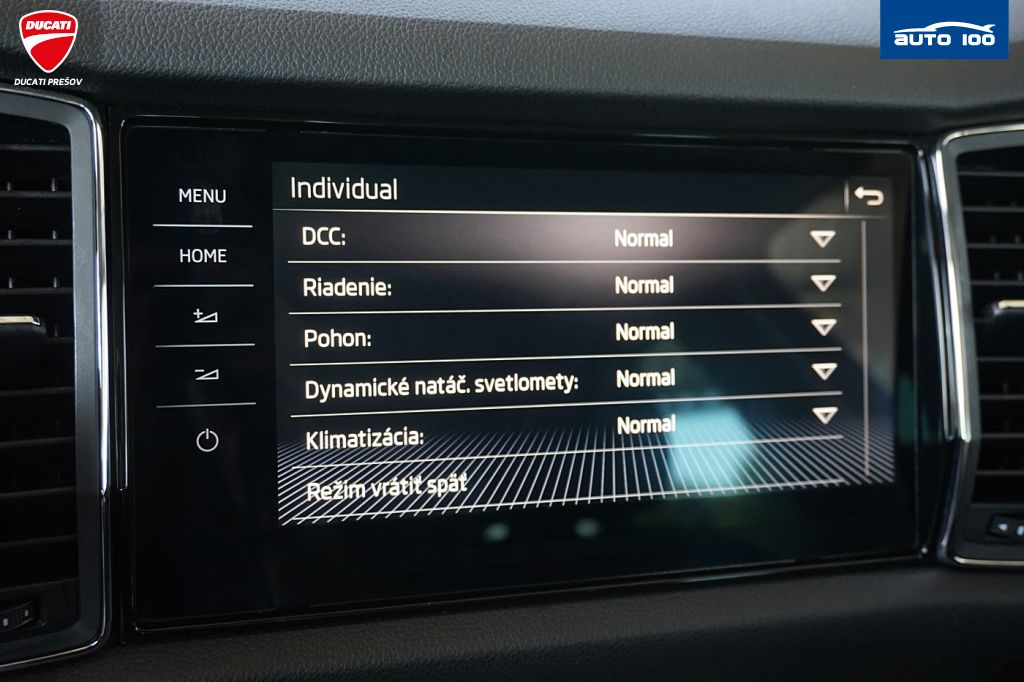 DUCATI
DUCATI PREŠOV
AUTO 100
MENU
HOME
Individual
DCC: Normal
Riadenie: Normal
Pohon: Normal
Dynamické natáč. svetlomety: Normal
Klimatizácia: Normal
Režim vrátiť späť